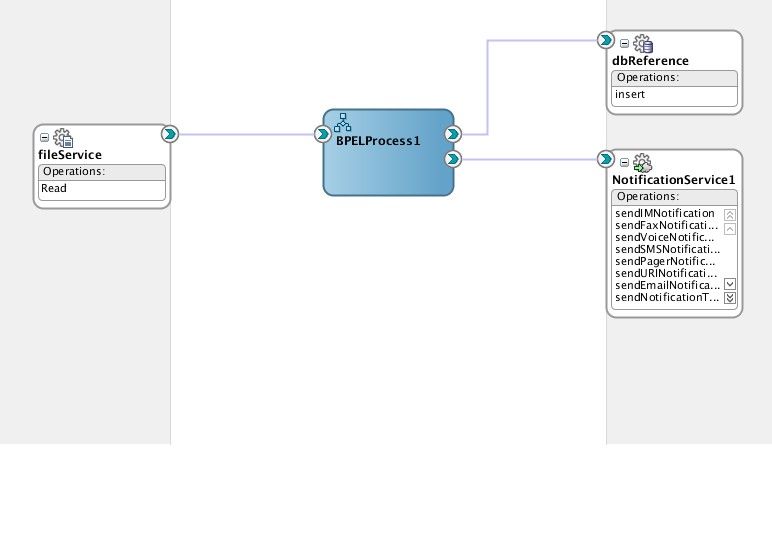 fileService
Operations:
Read
BPELProcess1
dbReference
Operations:
insert
NotificationService1
Operations:
sendIMNotification
sendFaxNotificati...
sendVoiceNotific...
sendSMSNotificati...
sendPagerNotific...
sendURINotificati...
sendEmailNotifica...
sendNotificationT...